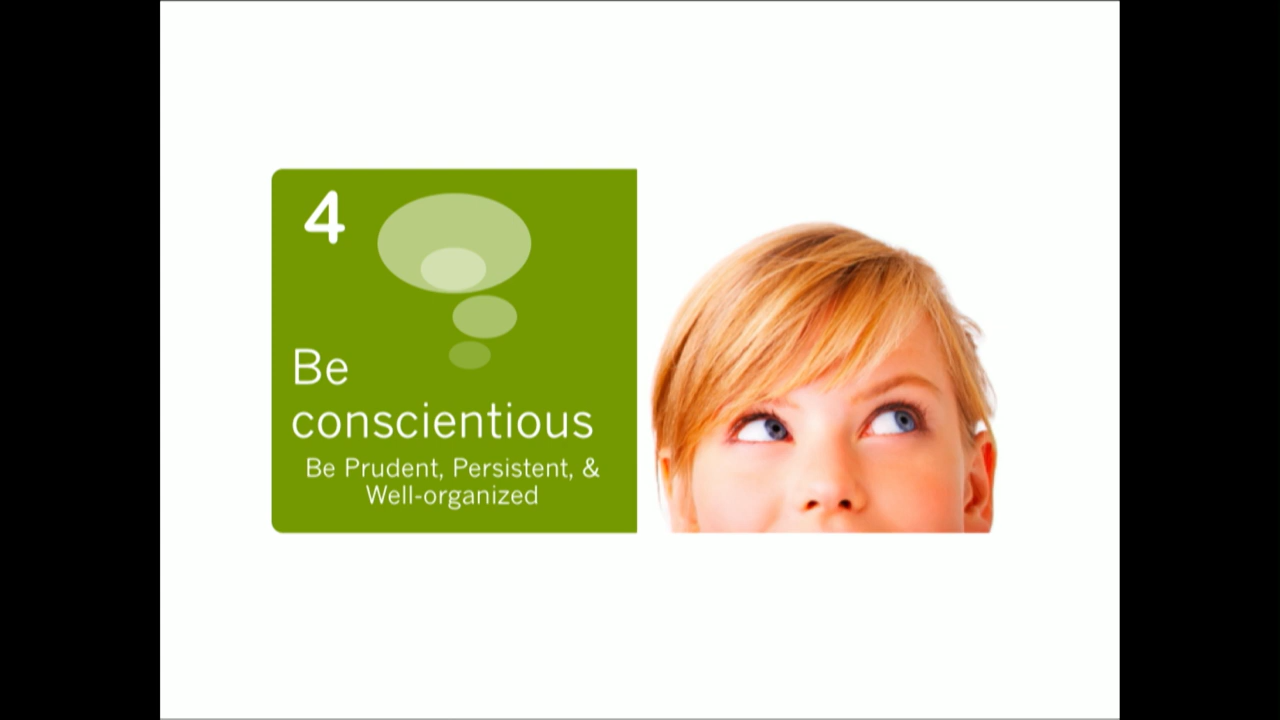 4
Be
conscientious
Be Prudent, Persistent, &
Well-organized